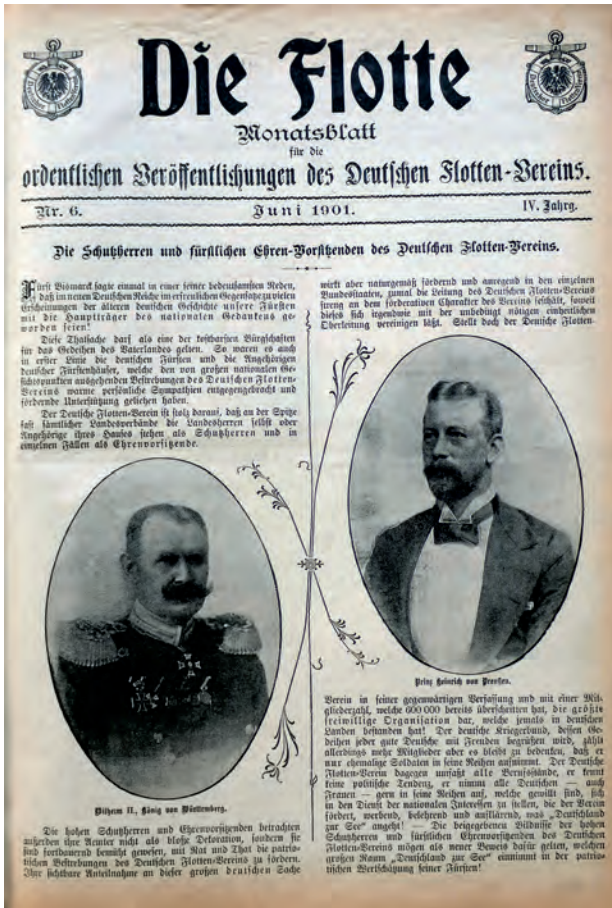 Die Flotte
Monatsblatt
für die
ordentlichen Veröffentlichungen des Deutschen Flotten-Vereins.
Nr. 6.
Juni 1901.
IV. Jahrg.
Die Schutzherren und fürstlichen Ehren-Vorsitzenden des Deutschen Flotten-Vereins.
Fürst Bismarck sagte einmal in einer seiner bedeutsamsten Reden,
daß im neuen Deutschen Reiche im erfreulichen Gegensatze zu vielen
Erscheinungen der älteren deutschen Geschichte unsere Fürsten
mit die Hauptträger des nationalen Gedankens ge-
worden seien!
Diese Thatsache darf als eine der kostbarsten Bürgschaften
für das Gedeihen des Vaterlandes gelten. So waren es auch
in erster Linie die deutschen Fürsten und die Angehörigen
deutscher Fürstenhäuser, welche den von großen nationalen Ge-
sichtspunkten ausgehenden Bestrebungen des Deutschen Flotten-
Vereins warme persönliche Sympathien entgegengebracht und
fördernde Unterstützung geliehen haben.
Der Deutsche Flotten-Verein ist stolz darauf, daß an der Spitze
fast sämtlicher Landesverbände die Landesherren selbst oder
Angehörige ihres Hauses stehen als Schutzherren und in
einzelnen Fällen als Ehrenvorsitzende.
Wilhelm II., König von Württemberg.
Die hohen Schutzherren und Ehrenvorsitzenden betrachten
außerdem ihre Aemter nicht als bloße Dekoration, sondern sie
sind fortdauernd bemüht gewesen, mit Rat und That die patrio-
tischen Bestrebungen des Deutschen Flotten-Vereins zu fördern.
Ihre sichtbare Anteilnahme an dieser großen deutschen Sache
wirkt aber naturgemäß fördernd und anregend in den einzelnen
Bundesstaaten, zumal die Leitung des Deutschen Flotten-Vereins
streng an dem föderativen Charakter des Vereins festhält, soweit
dieses sich irgendwie mit der unbedingt nötigen einheitlichen
Oberleitung vereinigen läßt. Stellt doch der Deutsche Flotten-
Prinz Heinrich von Preußen.
Verein in seiner gegenwärtigen Verfassung und mit einer Mit-
gliederzahl, welche 600 000 bereits überschritten hat, die größte
freiwillige Organisation dar, welche jemals in deutschen
Landen bestanden hat! Der deutsche Kriegerbund, dessen Ge-
deihen jeder gute Deutsche mit Freuden begrüßen wird, zählt
allerdings mehr Mitglieder aber es bleibt zu bedenken, daß er
nur ehemalige Soldaten in seine Reihen aufnimmt. Der Deutsche
Flotten-Verein dagegen umfaßt alle Berufsstände, er kennt
keine politische Tendenz, er nimmt alle Deutschen — auch
Frauen — gern in seine Reihen auf, welche gewillt sind, sich
in den Dienst der nationalen Interessen zu stellen, die der Verein
fördert, werbend, belehrend und aufklärend, was „Deutschland
zur See“ angeht! — Die beigegebenen Bildnisse der hohen
Schutzherren und fürstlichen Ehrenvorsitzenden des Deutschen
Flotten-Vereins mögen als neuer Beweis dafür gelten, welchen
großen Raum „Deutschland zur See“ einnimmt in der patrio-
tischen Wertschätzung seiner Fürsten!